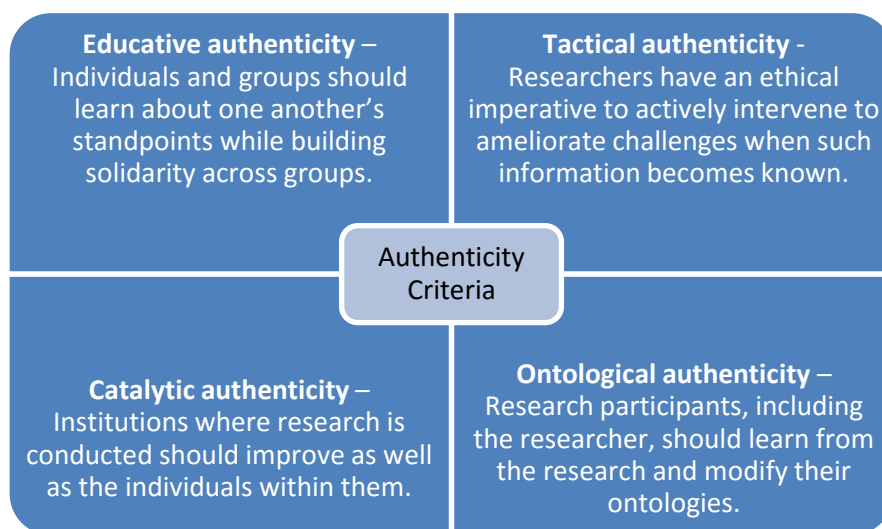 Educative authenticity –
Individuals and groups should
learn about one another’s
standpoints while building
solidarity across groups.
Tactical authenticity -
Researchers have an ethical
imperative to actively intervene to
ameliorate challenges when such
information becomes known.
Authenticity
Criteria
Catalytic authenticity –
Institutions where research is
conducted should improve as well
as the individuals within them.
Ontological authenticity –
Research participants, including
the researcher, should learn from
the research and modify their
ontologies.